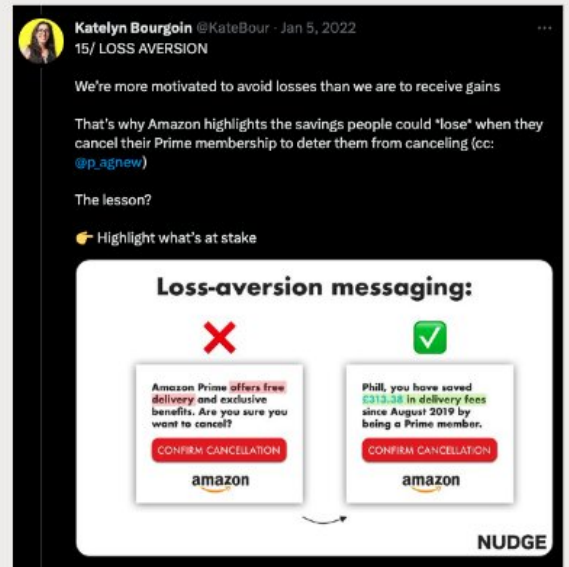 Katelyn Bourgoin @KateBour · Jan 5, 2022
15/ LOSS AVERSION
We're more motivated to avoid losses than we are to receive gains
That's why Amazon highlights the savings people could *lose* when they
cancel their Prime membership to deter them from canceling (cc:
@p_agnew)
The lesson?
👉 Highlight what's at stake
Loss-aversion messaging:
Amazon Prime offers free
delivery and exclusive
benefits. Are you sure you
want to cancel?
CONFIRM CANCELLATION
amazon
Phill, you have saved
£313.38 in delivery fees
since August 2019 by
being a Prime member.
CONFIRM CANCELLATION
amazon
NUDGE